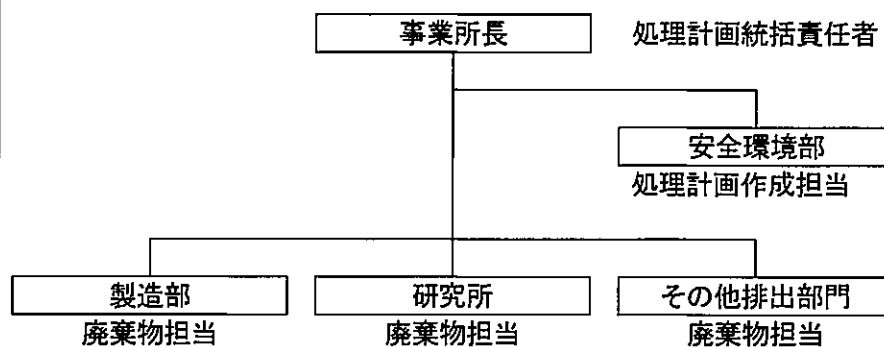 事業所長 処理計画統括責任者
安全環境部
処理計画作成担当
製造部 研究所 その他排出部門
廃棄物担当 廃棄物担当 廃棄物担当